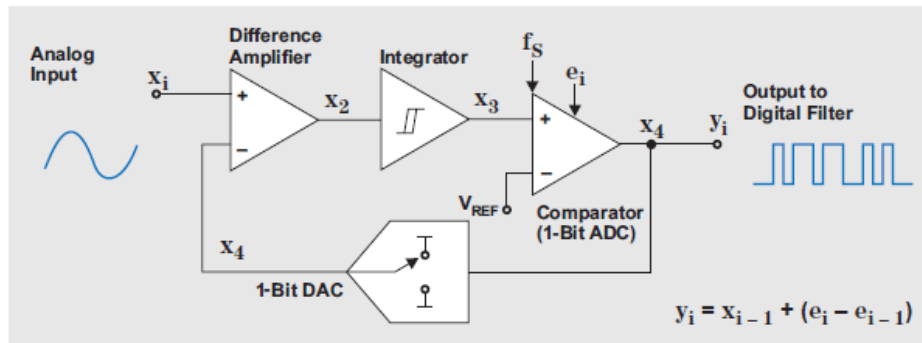 Difference
Amplifier
Analog
Input
Integrator
f_S
e_i
Output to
Digital Filter
x_i
x_2
x_3
x_4
y_i
+
−
+
−
V_REF
Comparator
(1-Bit ADC)
x_4
1-Bit DAC
y_i = x_{i – 1} + (e_i – e_{i – 1})